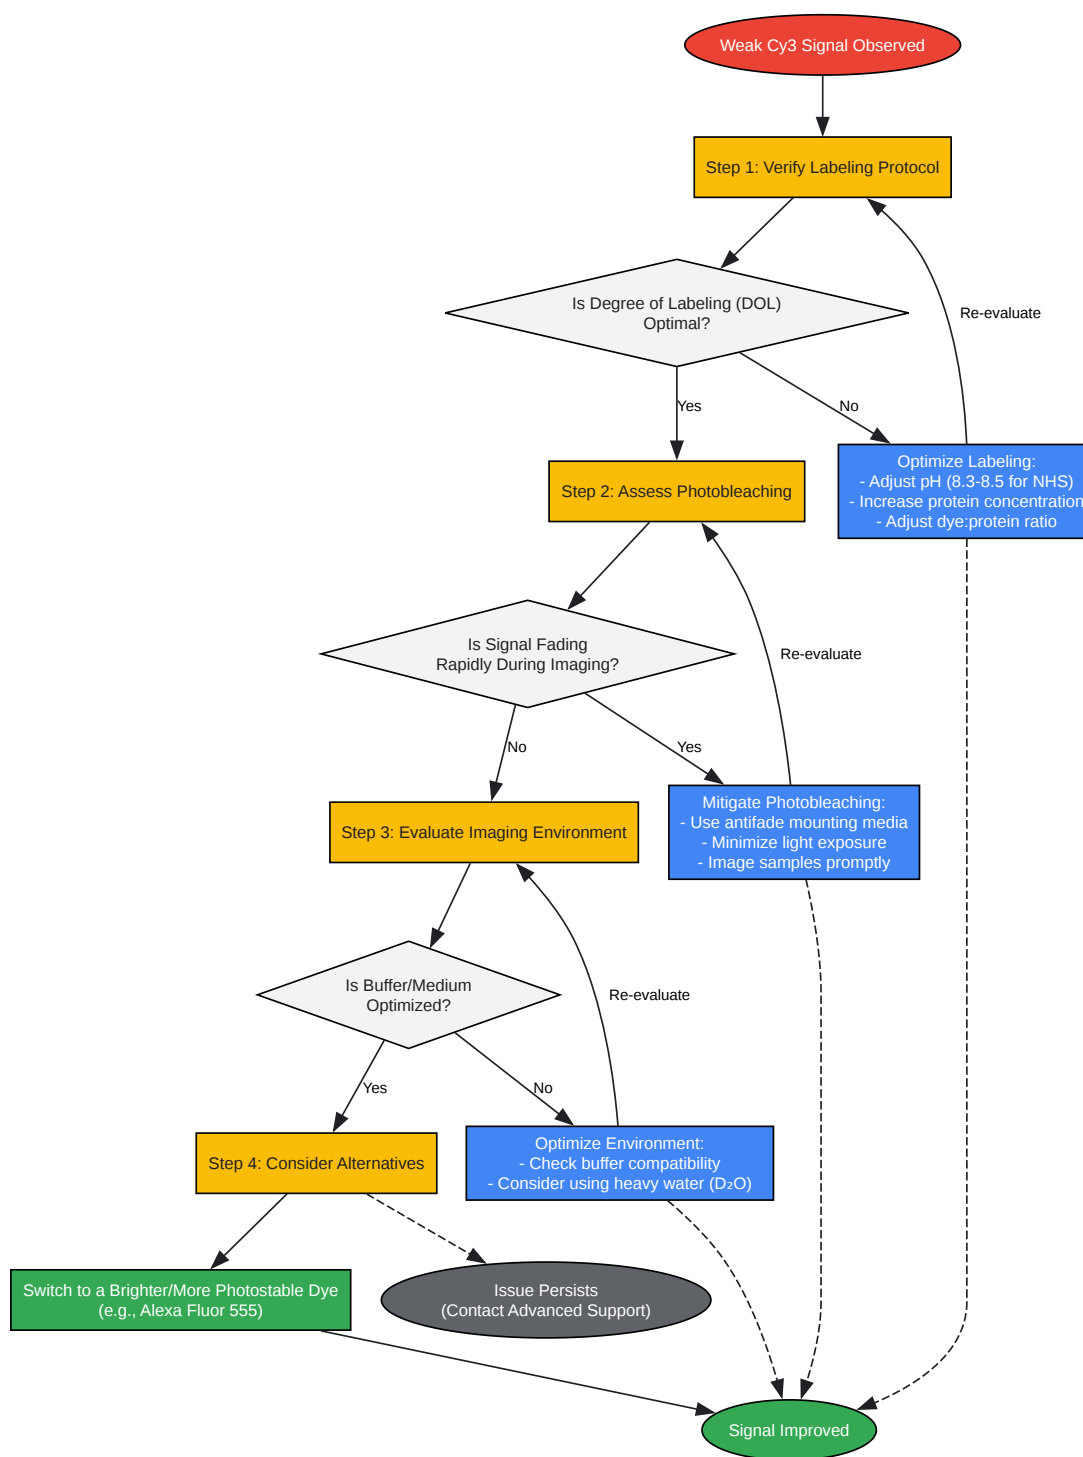 Weak Cy3 Signal Observed
Step 1: Verify Labeling Protocol
Is Degree of Labeling (DOL)
Optimal?
Re-evaluate
Yes
No
Optimize Labeling:
- Adjust pH (8.3-8.5 for NHS)
- Increase protein concentration
- Adjust dye:protein ratio
Step 2: Assess Photobleaching
Is Signal Fading
Rapidly During Imaging?
Re-evaluate
No
Yes
Mitigate Photobleaching:
- Use antifade mounting media
- Minimize light exposure
- Image samples promptly
Step 3: Evaluate Imaging Environment
Is Buffer/Medium
Optimized?
Re-evaluate
Yes
No
Optimize Environment:
- Check buffer compatibility
- Consider using heavy water (D₂O)
Step 4: Consider Alternatives
Switch to a Brighter/More Photostable Dye
(e.g., Alexa Fluor 555)
Issue Persists
(Contact Advanced Support)
Signal Improved